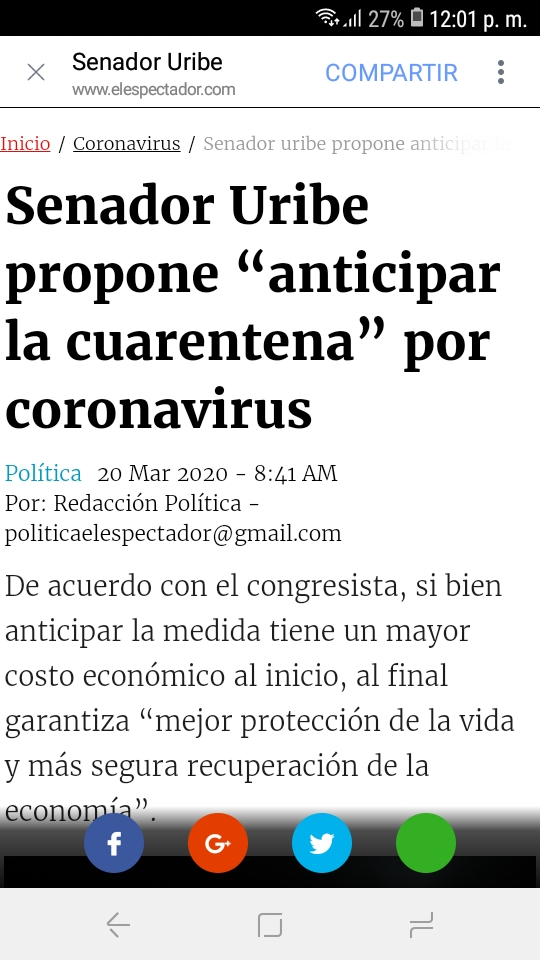 27% 12:01 p. m.
Senador Uribe
www.elespectador.com
COMPARTIR
Inicio / Coronavirus / Senador uribe propone anticipar la
Senador Uribe
propone “anticipar
la cuarentena” por
coronavirus
Política 20 Mar 2020 - 8:41 AM
Por: Redacción Política -
politicaelespectador@gmail.com
De acuerdo con el congresista, si bien
anticipar la medida tiene un mayor
costo económico al inicio, al final
garantiza “mejor protección de la vida
y más segura recuperación de la
economía”.